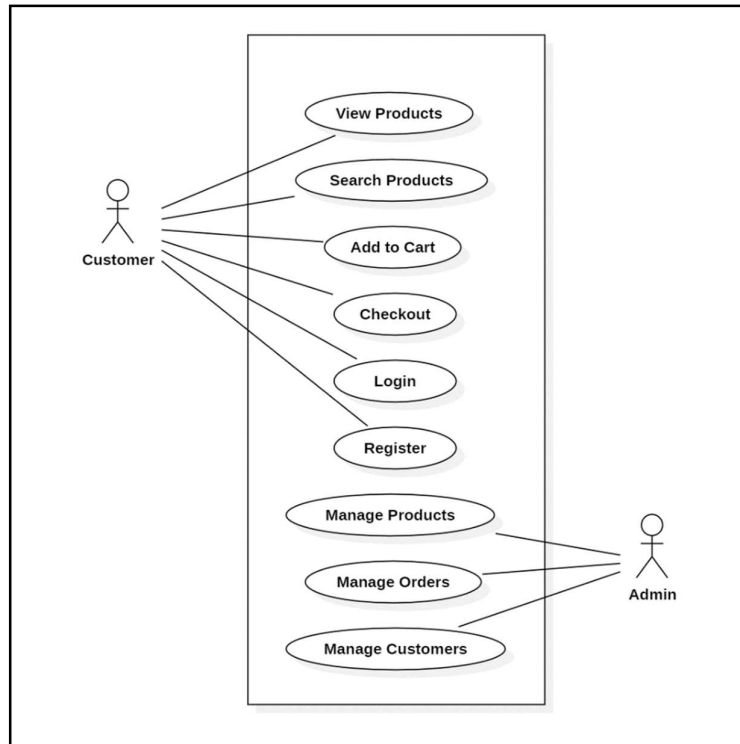 View Products
Search Products
Customer
Add to Cart
Checkout
Login
Register
Manage Products
Manage Orders
Admin
Manage Customers